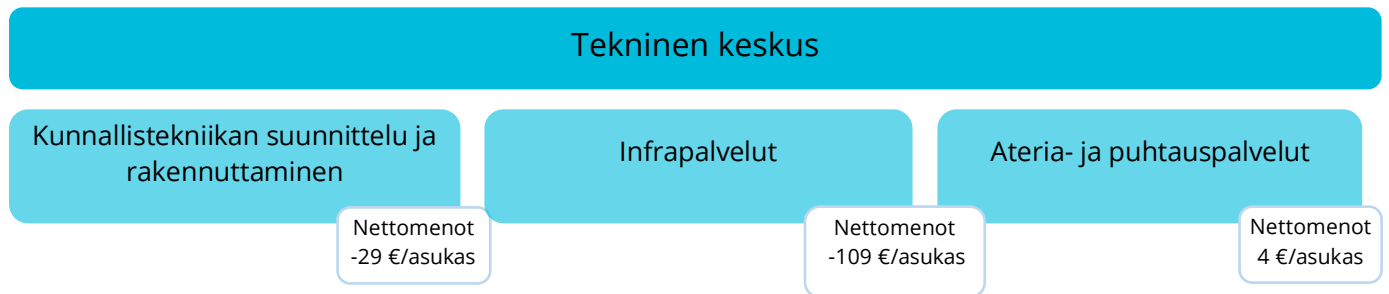 Tekninen keskus
Kunnallistekniikan suunnittelu ja
rakennuttaminen
Nettomenot
-29 €/asukas
Infrapalvelut
Nettomenot
-109 €/asukas
Ateria- ja puhtauspalvelut
Nettomenot
4 €/asukas